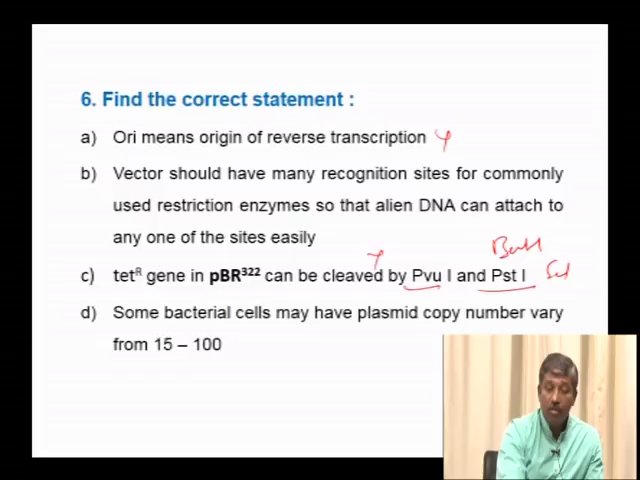 6. Find the correct statement :
a) Ori means origin of reverse transcription
b) Vector should have many recognition sites for commonly
used restriction enzymes so that alien DNA can attach to
any one of the sites easily
c) tetᴿ gene in pBR³²² can be cleaved by Pvu I and Pst I
d) Some bacterial cells may have plasmid copy number vary
from 15 – 100